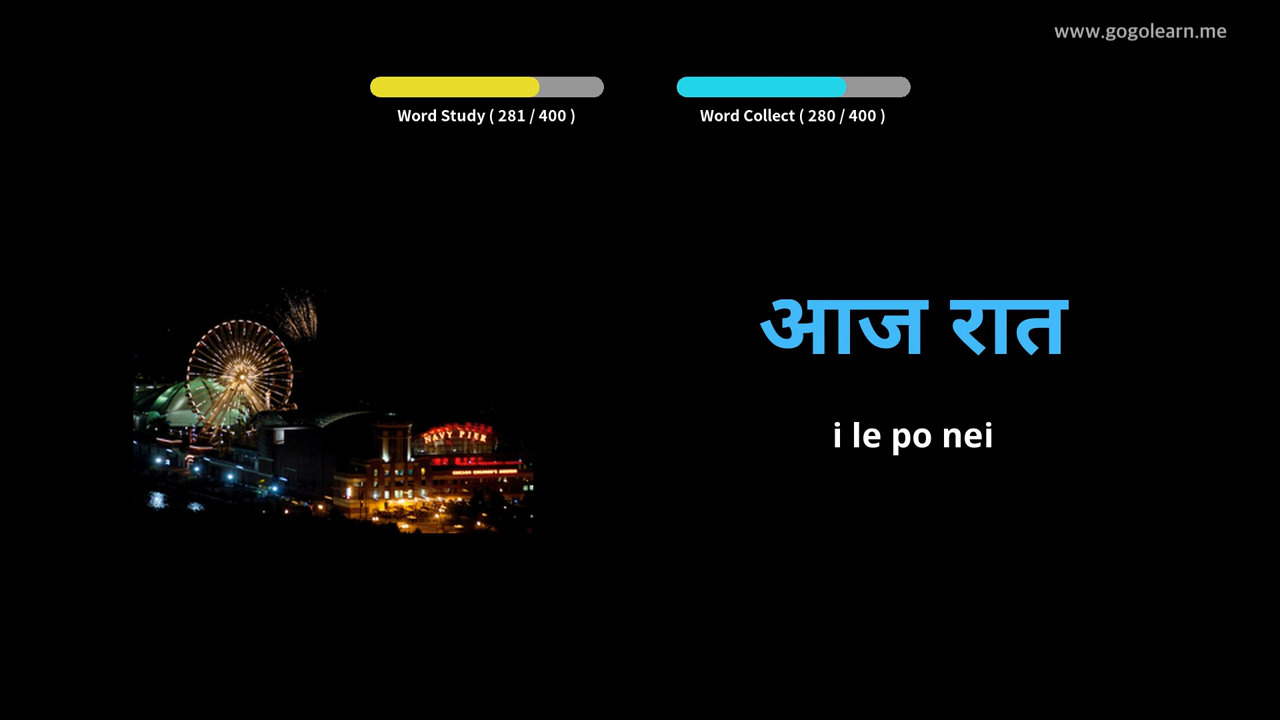 www.gogolearn.me
Word Study ( 281 / 400 )
Word Collect ( 280 / 400 )
आज रात
i le po nei
NAVY PIER